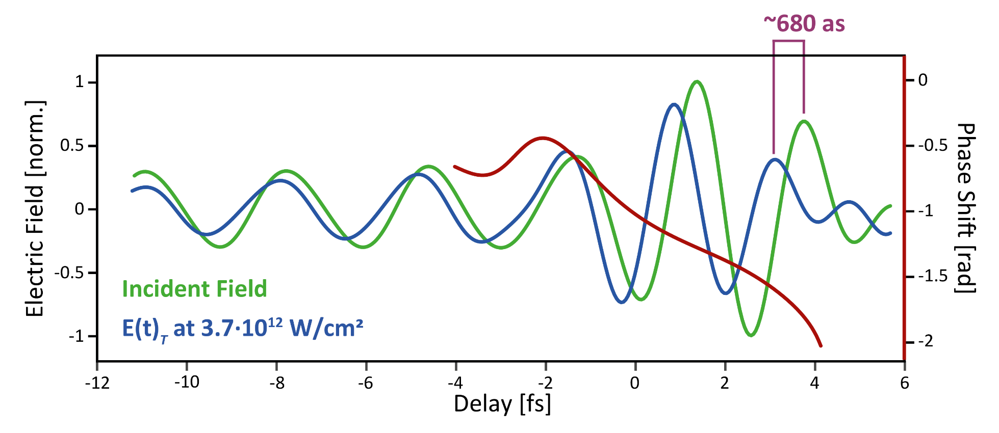 ~680 as
1
0.5
0
-0.5
-1
Electric Field [norm.]
Incident Field
E(t)T at 3.7·10¹² W/cm²
0
-0.5
-1
-1.5
-2
Phase Shift [rad]
-12 -10 -8 -6 -4 -2 0 2 4 6
Delay [fs]